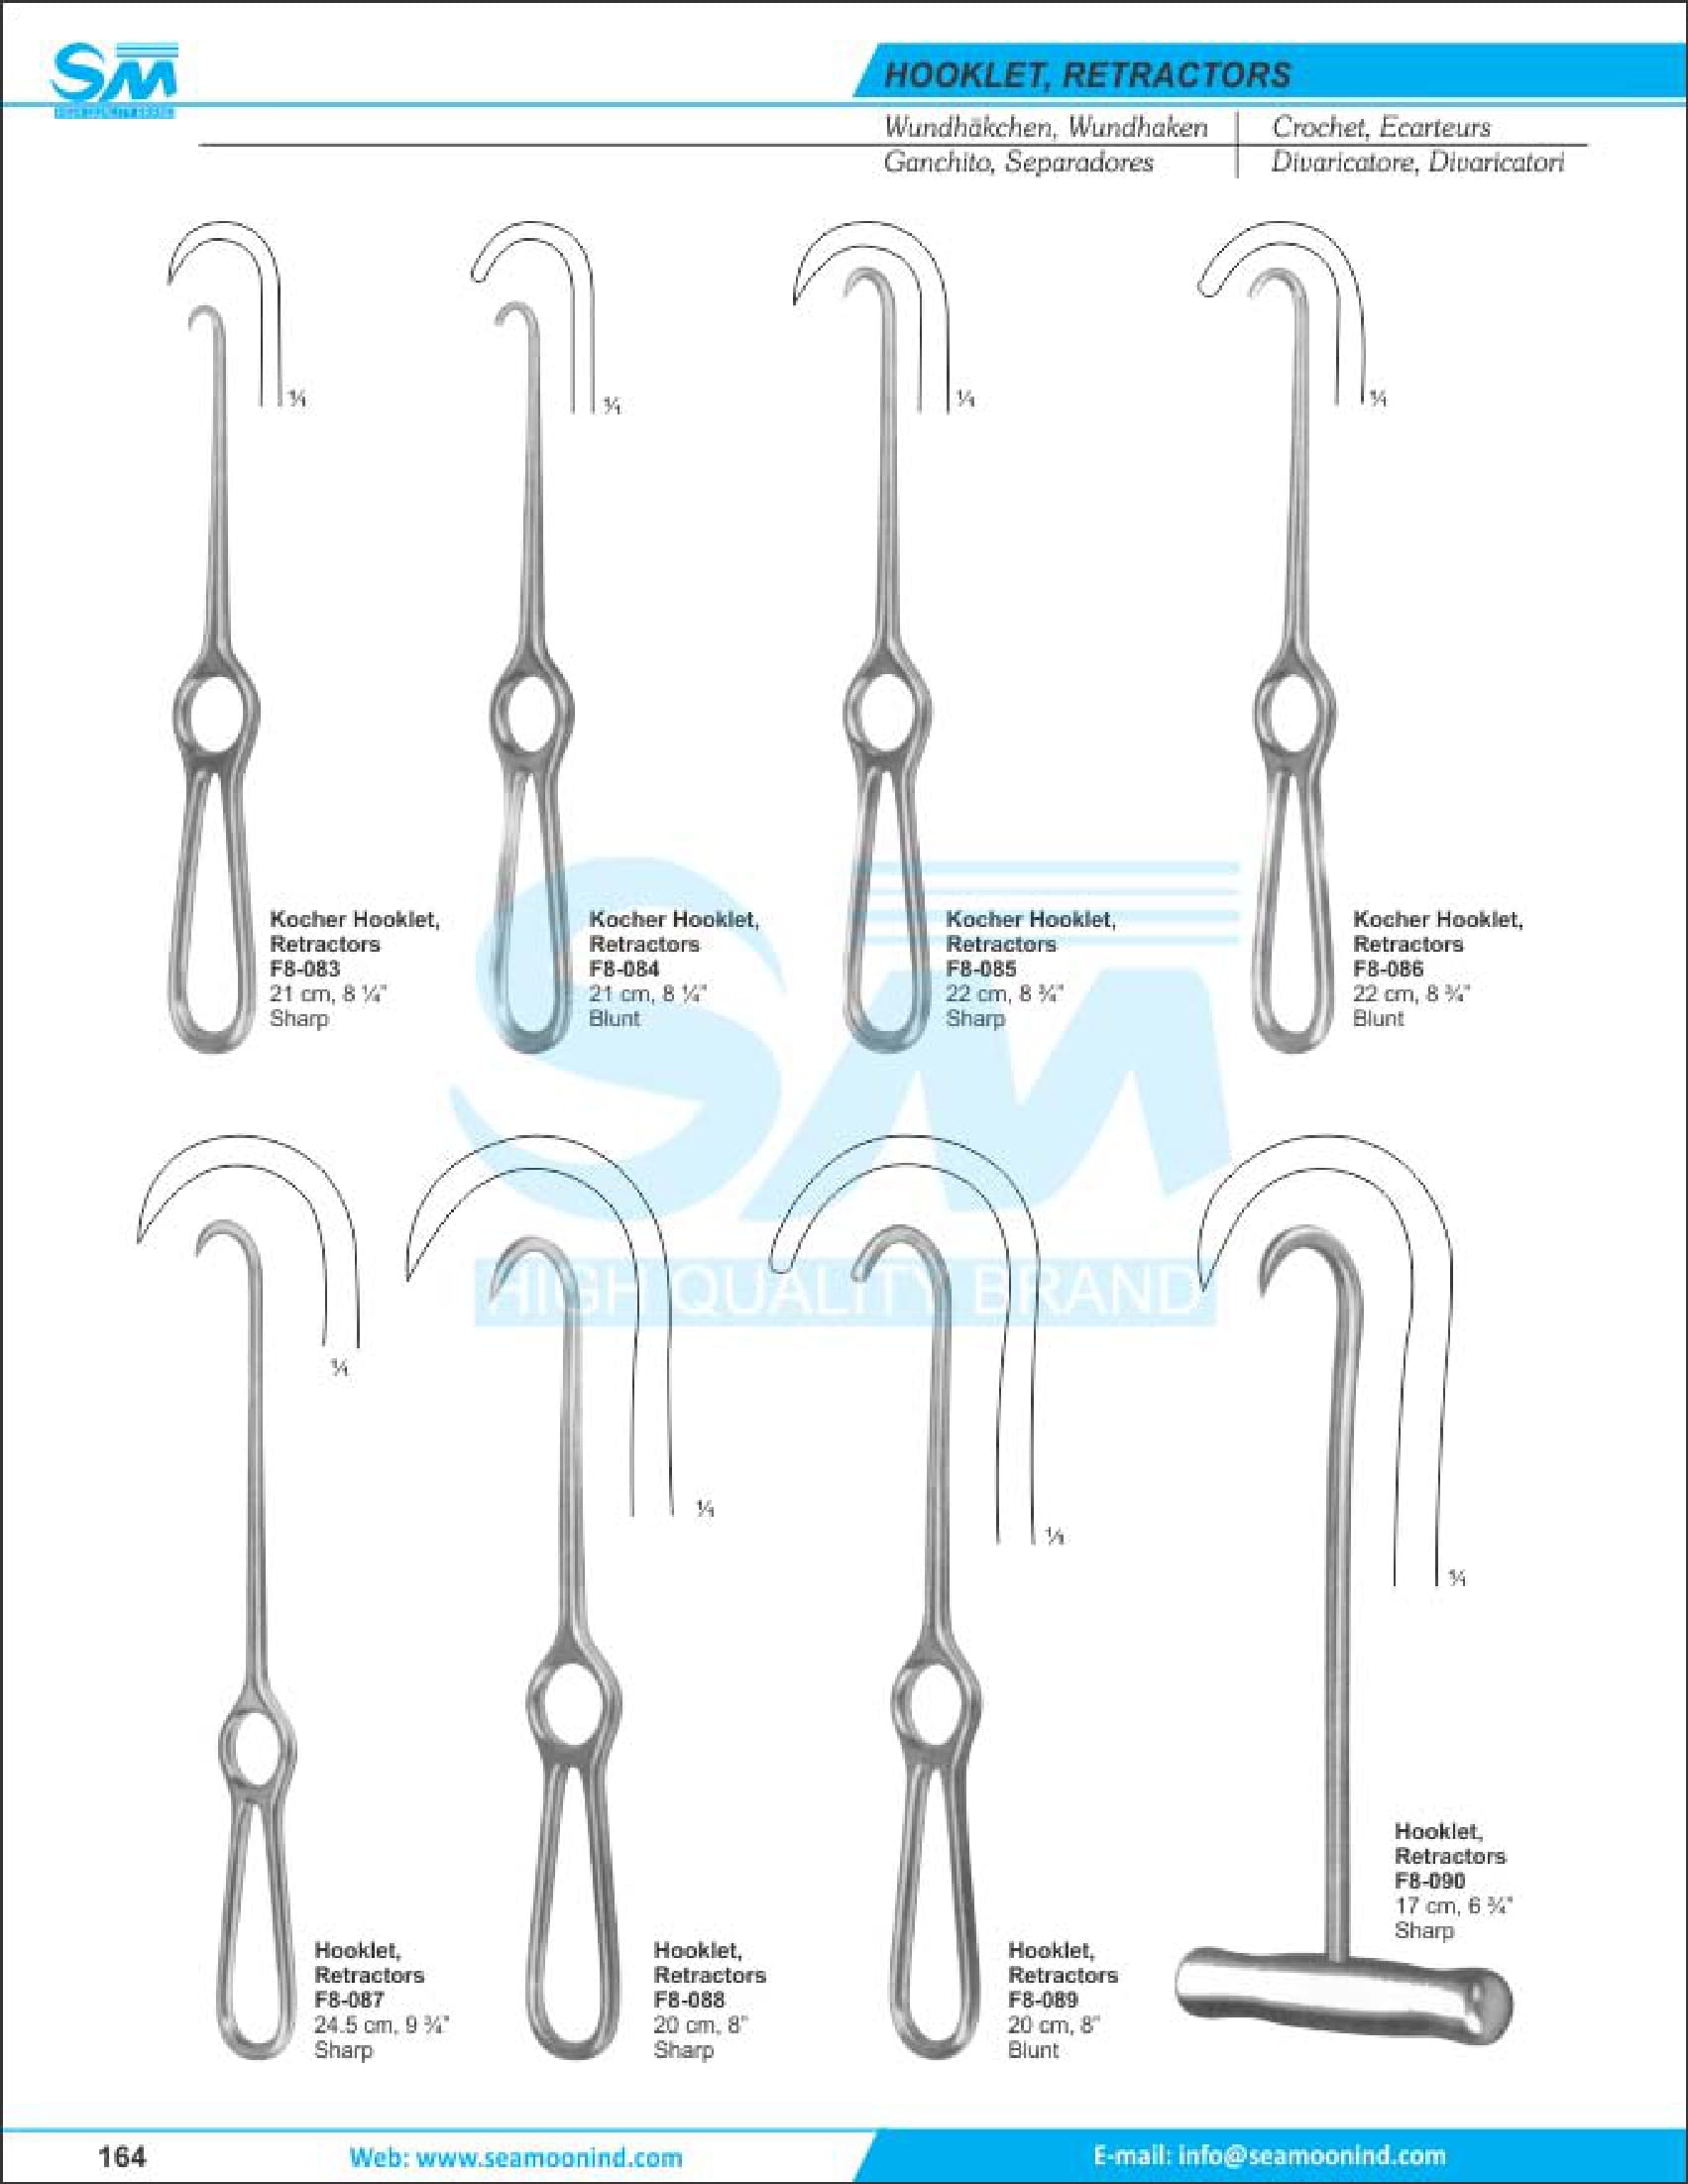 SM
HOOKLET, RETRACTORS
Wundhäkchen, Wundhaken
Crochet, Ecarteurs
Ganchito, Separadores
Divaricatore, Divaricatori
¹⁄₁
¹⁄₁
¹⁄₁
¹⁄₁
Kocher Hooklet,
Retractors
F8-083
21 cm, 8 ¼"
Sharp
Kocher Hooklet,
Retractors
F8-084
21 cm, 8 ¼"
Blunt
Kocher Hooklet,
Retractors
F8-085
22 cm, 8 ¾"
Sharp
Kocher Hooklet,
Retractors
F8-086
22 cm, 8 ¾"
Blunt
SM
HIGH QUALITY BRAND
¹⁄₁
¹⁄₁
¹⁄₁
¹⁄₁
Hooklet,
Retractors
F8-087
24.5 cm, 9 ¾"
Sharp
Hooklet,
Retractors
F8-088
20 cm, 8"
Sharp
Hooklet,
Retractors
F8-089
20 cm, 8"
Blunt
Hooklet,
Retractors
F8-090
17 cm, 6 ¾"
Sharp
164
Web: www.seamoonind.com
E-mail: info@seamoonind.com